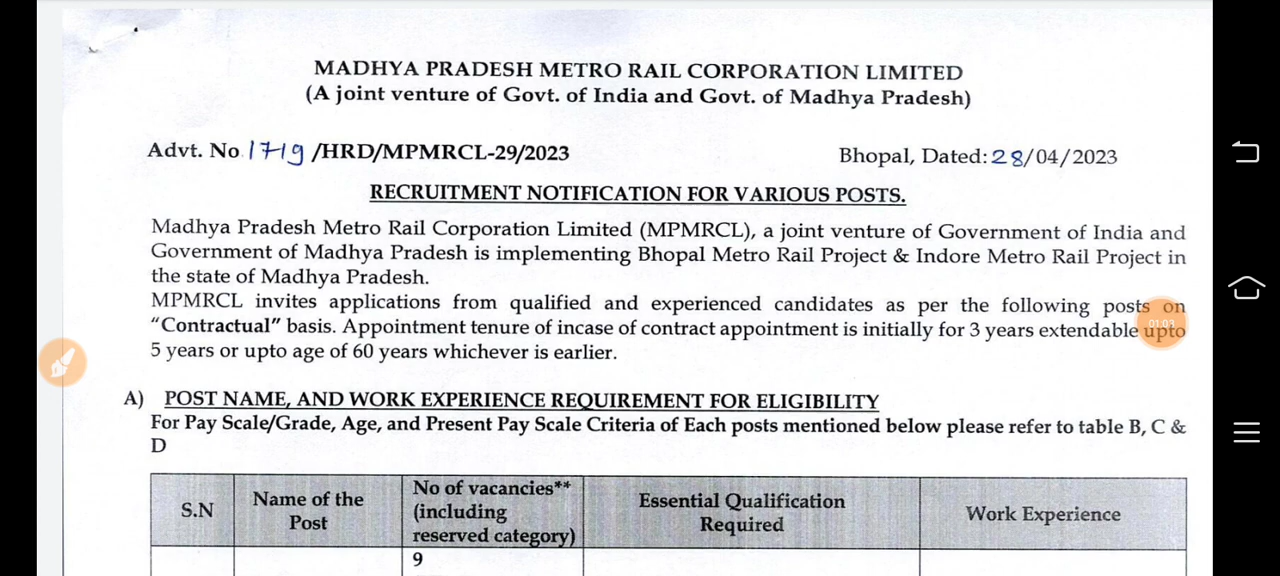 MADHYA PRADESH METRO RAIL CORPORATION LIMITED
(A joint venture of Govt. of India and Govt. of Madhya Pradesh)
Advt. No 1719 /HRD/MPMRCL-29/2023
Bhopal, Dated: 28/04/2023
RECRUITMENT NOTIFICATION FOR VARIOUS POSTS.
Madhya Pradesh Metro Rail Corporation Limited (MPMRCL), a joint venture of Government of India and
Government of Madhya Pradesh is implementing Bhopal Metro Rail Project & Indore Metro Rail Project in
the state of Madhya Pradesh.
MPMRCL invites applications from qualified and experienced candidates as per the following posts on
"Contractual" basis. Appointment tenure of incase of contract appointment is initially for 3 years extendable upto
01:03
5 years or upto age of 60 years whichever is earlier.
A) POST NAME, AND WORK EXPERIENCE REQUIREMENT FOR ELIGIBILITY
For Pay Scale/Grade, Age, and Present Pay Scale Criteria of Each posts mentioned below please refer to table B, C &
D
S.N
Name of the
Post
No of vacancies**
(including
reserved category)
Essential Qualification
Required
Work Experience
9